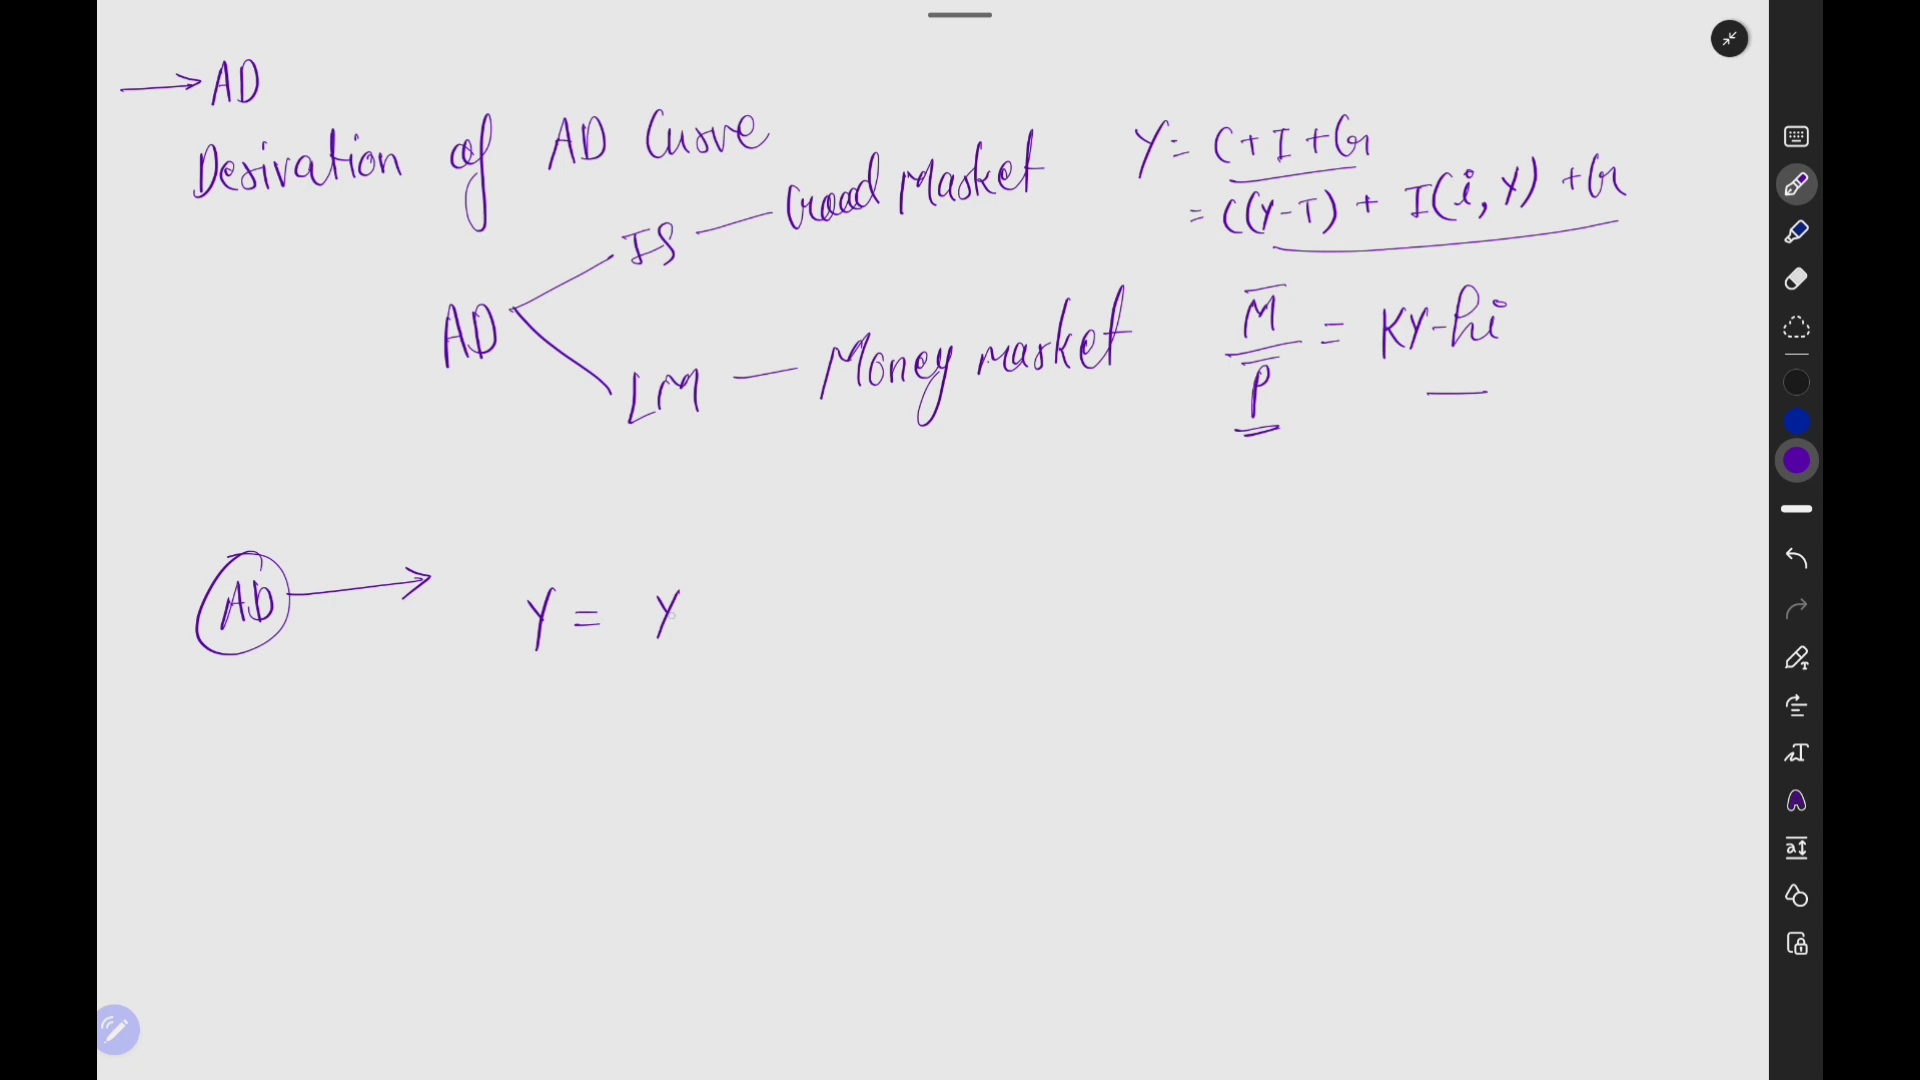 → AD
Derivation of AD Curve
Y = C + I + G
= C(Y-T) + I(i, Y) + G
IS — Good Market
AD
LM — Money market
M̅ / P̅ = KY - hi
AD → Y = Y